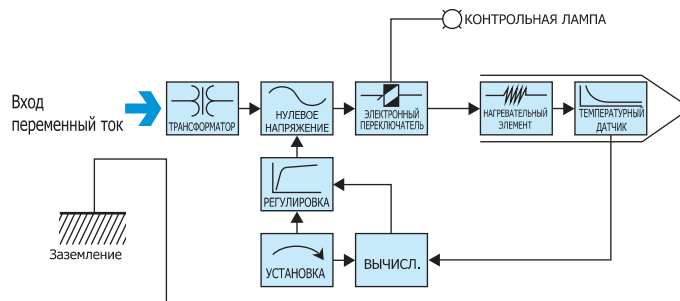 КОНТРОЛЬНАЯ ЛАМПА
Вход
переменный ток
ТРАНСФОРМАТОР
НУЛЕВОЕ
НАПРЯЖЕНИЕ
ЭЛЕКТРОННЫЙ
ПЕРЕКЛЮЧАТЕЛЬ
НАГРЕВАТЕЛЬНЫЙ
ЭЛЕМЕНТ
ТЕМПЕРАТУРНЫЙ
ДАТЧИК
РЕГУЛИРОВКА
Заземление
УСТАНОВКА
ВЫЧИСЛ.